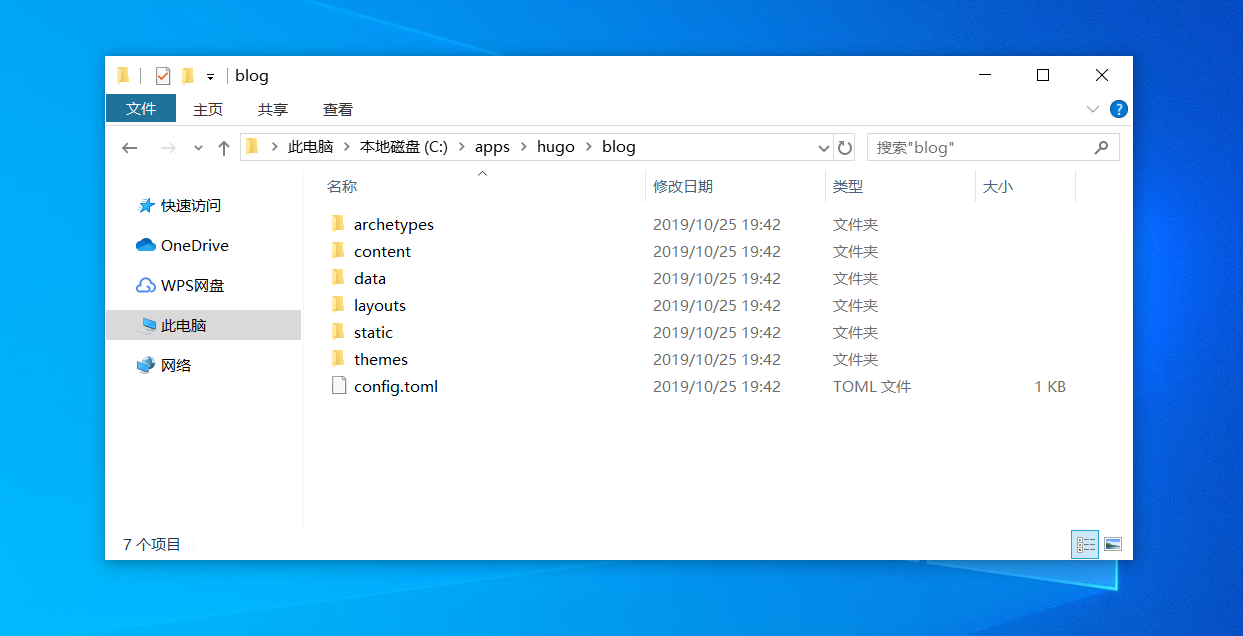 blog
文件 主页 共享 查看
此电脑 本地磁盘 (C:) apps hugo blog 搜索"blog"
名称 修改日期 类型 大小
快速访问
OneDrive
WPS网盘
此电脑
网络
archetypes 2019/10/25 19:42 文件夹
content 2019/10/25 19:42 文件夹
data 2019/10/25 19:42 文件夹
layouts 2019/10/25 19:42 文件夹
static 2019/10/25 19:42 文件夹
themes 2019/10/25 19:42 文件夹
config.toml 2019/10/25 19:42 TOML 文件 1 KB
7 个项目